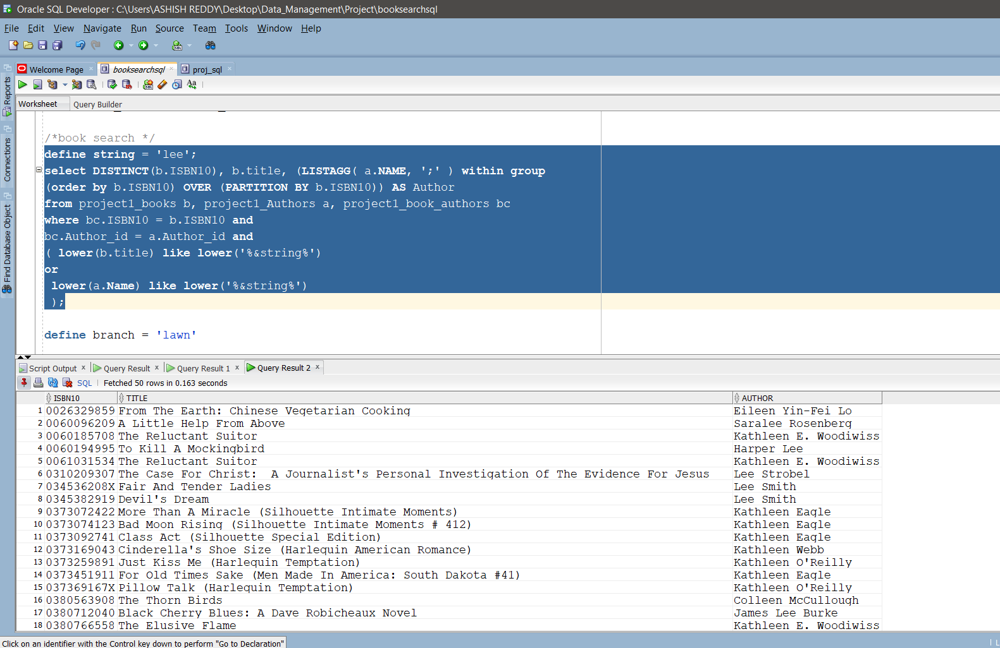 Oracle SQL Developer : C:\Users\ASHISH REDDY\Desktop\Data_Management\Project\booksearchsql
File Edit View Navigate Run Source Team Tools Window Help
Welcome Page booksearchsql proj_sql
Reports
Connections
Find Database Object
Worksheet Query Builder
/*book search */
define string = 'lee';
select DISTINCT(b.ISBN10), b.title, (LISTAGG( a.NAME, ';' ) within group
(order by b.ISBN10) OVER (PARTITION BY b.ISBN10)) AS Author
from project1_books b, project1_Authors a, project1_book_authors bc
where bc.ISBN10 = b.ISBN10 and
bc.Author_id = a.Author_id and
( lower(b.title) like lower('%&string%')
or
lower(a.Name) like lower('%&string%')
);
define branch = 'lawn'
Script Output Query Result Query Result 1 Query Result 2
SQL Fetched 50 rows in 0.163 seconds
ISBN10 TITLE AUTHOR
1 0026329859 From The Earth: Chinese Vegetarian Cooking Eileen Yin-Fei Lo
2 0060096209 A Little Help From Above Saralee Rosenberg
3 0060185708 The Reluctant Suitor Kathleen E. Woodiwiss
4 0060194995 To Kill A Mockingbird Harper Lee
5 0061031534 The Reluctant Suitor Kathleen E. Woodiwiss
6 0310209307 The Case For Christ:  A Journalist's Personal Investigation Of The Evidence For Jesus Lee Strobel
7 034536208X Fair And Tender Ladies Lee Smith
8 0345382919 Devil's Dream Lee Smith
9 0373072422 More Than A Miracle (Silhouette Intimate Moments) Kathleen Eagle
10 0373074123 Bad Moon Rising (Silhouette Intimate Moments # 412) Kathleen Eagle
11 0373092741 Class Act (Silhouette Special Edition) Kathleen Eagle
12 0373169043 Cinderella's Shoe Size (Harlequin American Romance) Kathleen Webb
13 0373259891 Just Kiss Me (Harlequin Temptation) Kathleen O'Reilly
14 0373451911 For Old Times Sake (Men Made In America: South Dakota #41) Kathleen Eagle
15 037369167X Pillow Talk (Harlequin Temptation) Kathleen O'Reilly
16 0380563908 The Thorn Birds Colleen McCullough
17 0380712040 Black Cherry Blues: A Dave Robicheaux Novel James Lee Burke
18 0380766558 The Elusive Flame Kathleen E. Woodiwiss
Click on an identifier with the Control key down to perform "Go to Declaration"